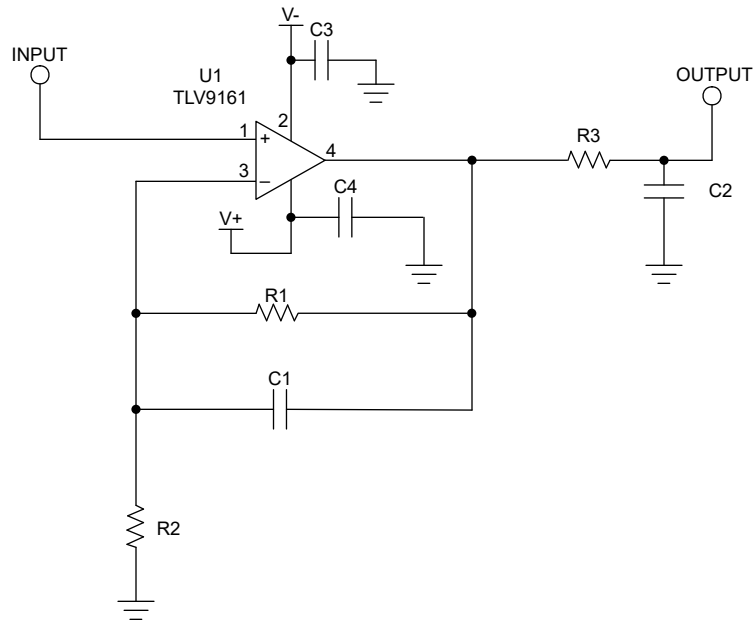 V-
C3
INPUT
U1
TLV9161
OUTPUT
2
1
+
R3
4
3
–
C4
C2
V+
R1
C1
R2